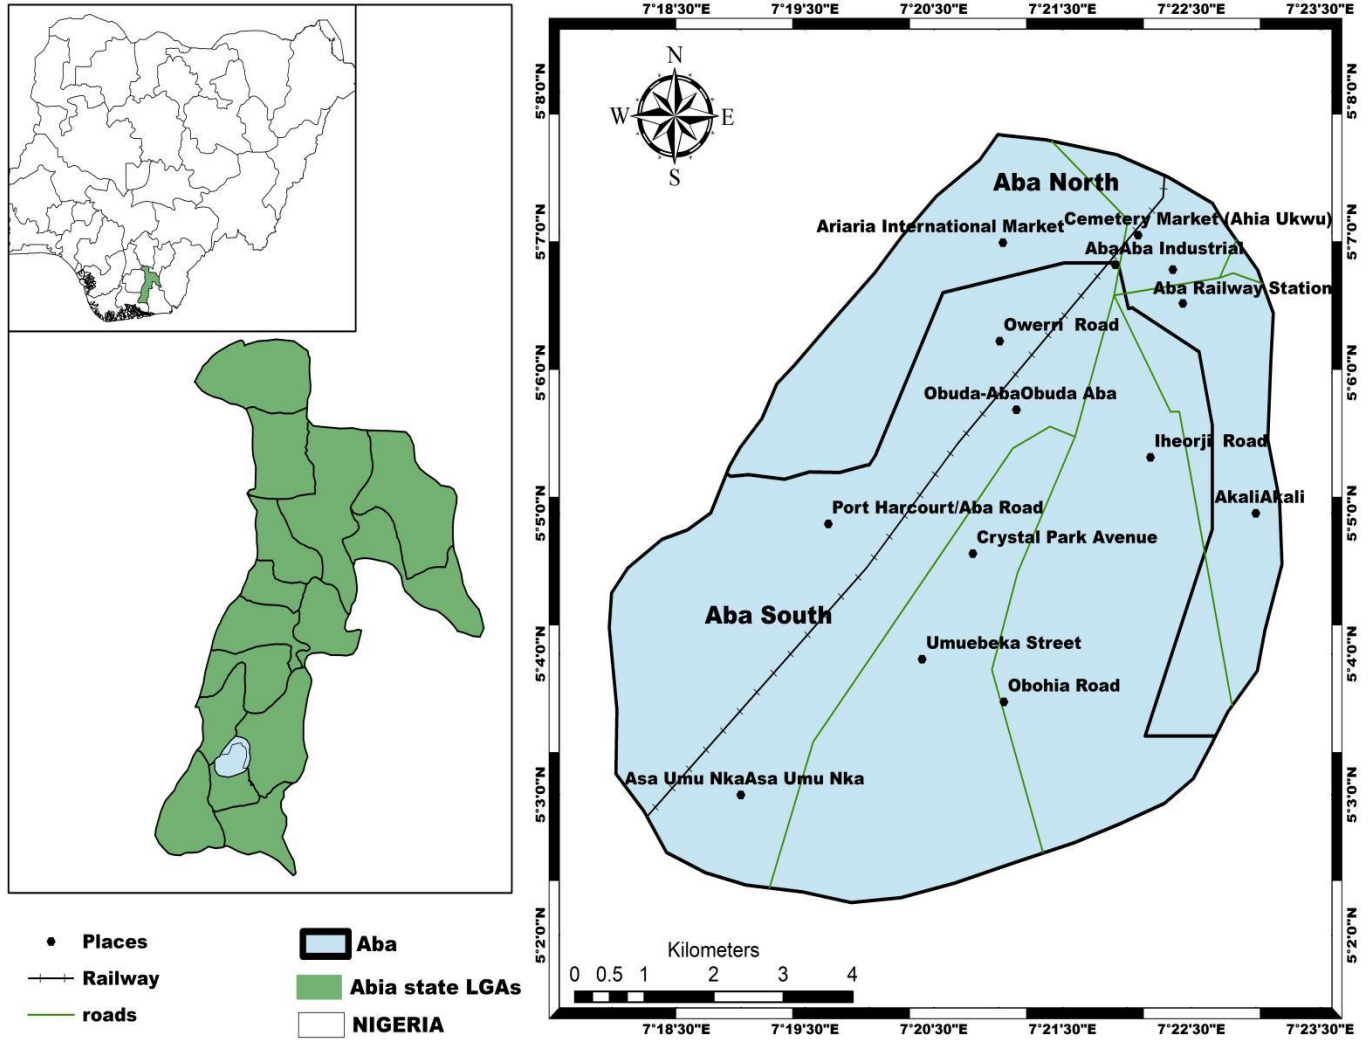 7°18'30"E 7°19'30"E 7°20'30"E 7°21'30"E 7°22'30"E 7°23'30"E
N
W E
S
5°8'0"N 5°8'0"N
5°7'0"N 5°7'0"N
5°6'0"N 5°6'0"N
5°5'0"N 5°5'0"N
5°4'0"N 5°4'0"N
5°3'0"N 5°3'0"N
5°2'0"N 5°2'0"N
Aba North
Ariaria International Market
Cemetery Market (Ahia Ukwu)
AbaAba Industrial
Aba Railway Station
Owerri Road
Obuda-AbaObuda Aba
Iheorji Road
AkaliAkali
Port Harcourt/Aba Road
Crystal Park Avenue
Aba South
Umuebeka Street
Obohia Road
Asa Umu NkaAsa Umu Nka
Kilometers
0 0.5 1 2 3 4
7°18'30"E 7°19'30"E 7°20'30"E 7°21'30"E 7°22'30"E 7°23'30"E
Places
Railway
roads
Aba
Abia state LGAs
NIGERIA